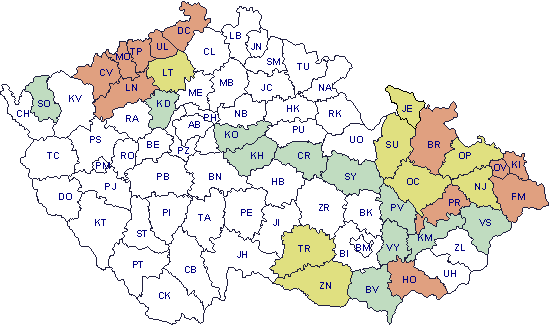 DC
LB
MO TP UL CL JN
SM
CV LT TU
LN ME MB JC NA
CH SO KV KD
JE
RA AB PH NB HK RK
KO PU
PS BE PZ UO SU BR
TC PM RO KH CR OP
OV KI
PJ PB BN HB SY OC NJ
DO PR FM
KT PI TA PE JI ZR BK PV
ST KM VS
TR BM VY ZL
PT CB JH BI
ZN BV HO UH
CK